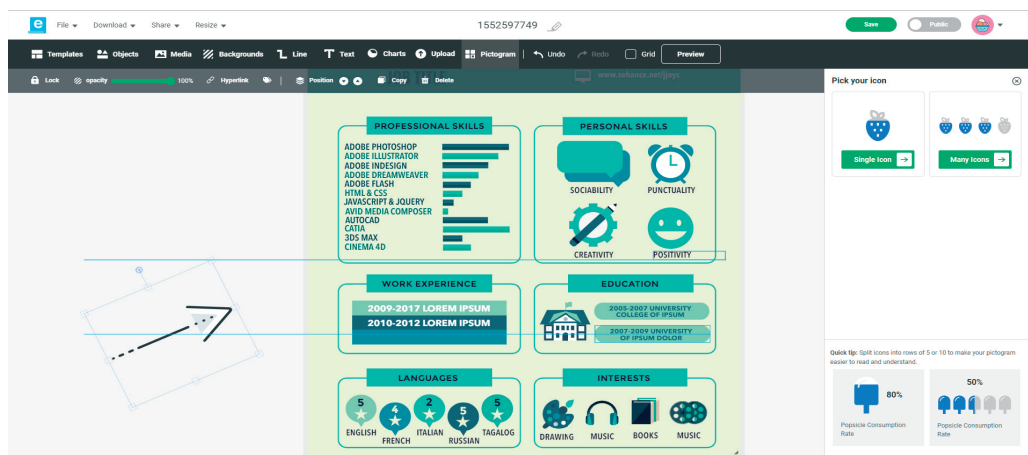 e File Download Share Resize 1552597749 Save Public
Templates Objects Media Backgrounds Line Text Charts Upload Pictogram Undo Redo Grid Preview
Lock opacity 100% Hyperlink Position Copy Delete
Pick your icon
Single Icon
Many Icons
PROFESSIONAL SKILLS
ADOBE PHOTOSHOP
ADOBE ILLUSTRATOR
ADOBE INDESIGN
ADOBE DREAMWEAVER
ADOBE FLASH
HTML & CSS
JAVASCRIPT & JQUERY
AVID MEDIA COMPOSER
AUTOCAD
CATIA
3DS MAX
CINEMA 4D
PERSONAL SKILLS
SOCIABILITY PUNCTUALITY
CREATIVITY POSITIVITY
WORK EXPERIENCE
2009-2017 LOREM IPSUM
2010-2012 LOREM IPSUM
EDUCATION
2005-2007 UNIVERSITY
COLLEGE OF IPSUM
2007-2009 UNIVERSITY
OF IPSUM DOLOR
LANGUAGES
5 4 2 5 5
ENGLISH FRENCH ITALIAN RUSSIAN TAGALOG
INTERESTS
DRAWING MUSIC BOOKS MUSIC
Quick tip: Split icons into rows of 5 or 10 to make your pictogram
easier to read and understand.
80%
Popsicle Consumption
Rate
50%
Popsicle Consumption
Rate